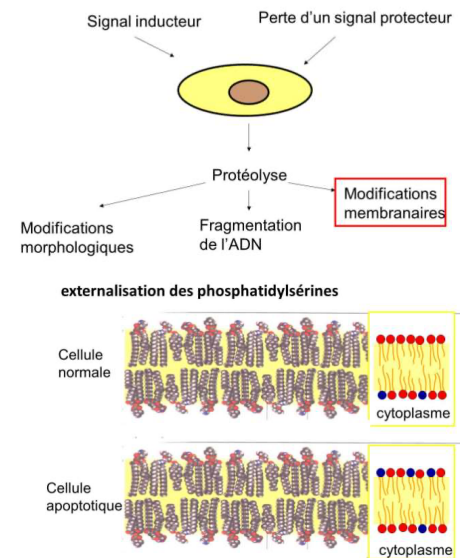 Signal inducteur
Perte d'un signal protecteur
Protéolyse
Modifications
morphologiques
Fragmentation
de l'ADN
Modifications
membranaires
externalisation des phosphatidylsérines
Cellule
normale
cytoplasme
Cellule
apoptotique
cytoplasme